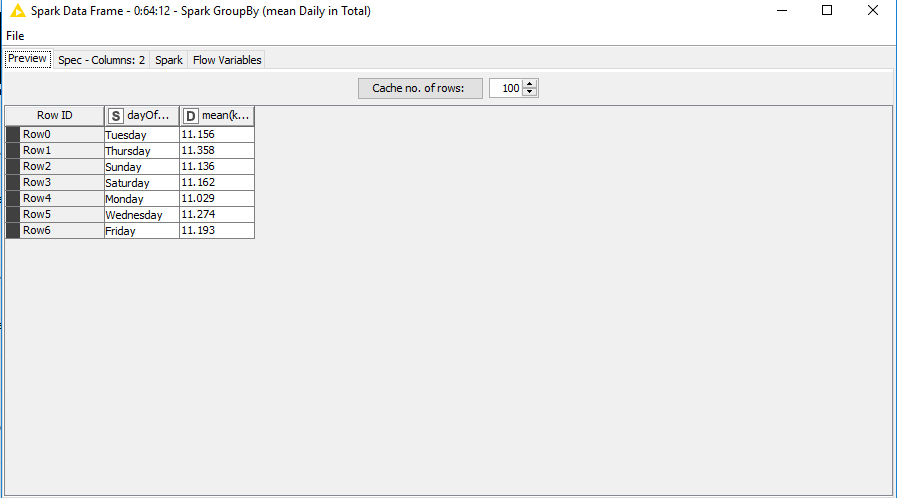 Spark Data Frame - 0:64:12 - Spark GroupBy (mean Daily in Total)
File
Preview Spec - Columns: 2 Spark Flow Variables
Cache no. of rows: 100
Row ID S dayOf... D mean(k...
Row0 Tuesday 11.156
Row1 Thursday 11.358
Row2 Sunday 11.136
Row3 Saturday 11.162
Row4 Monday 11.029
Row5 Wednesday 11.274
Row6 Friday 11.193